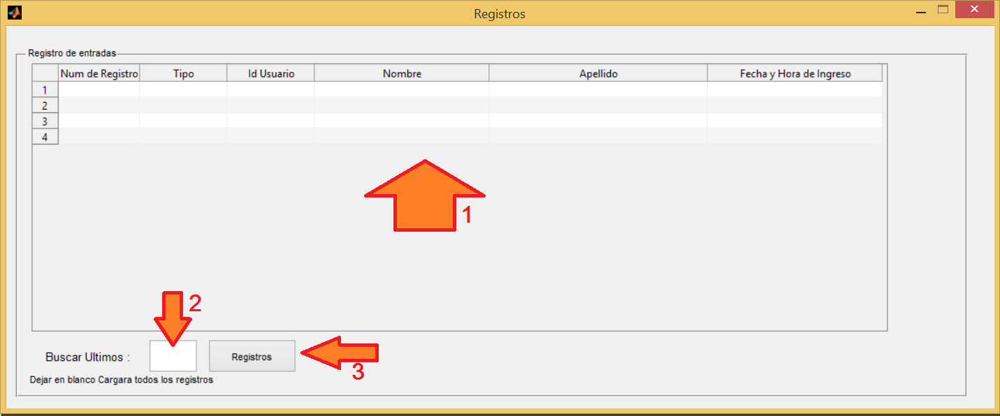 Registros
Registro de entradas
Num de Registro Tipo Id Usuario Nombre Apellido Fecha y Hora de Ingreso
1
2
3
4
1
2
Buscar Ultimos : Registros
3
Dejar en blanco Cargara todos los registros